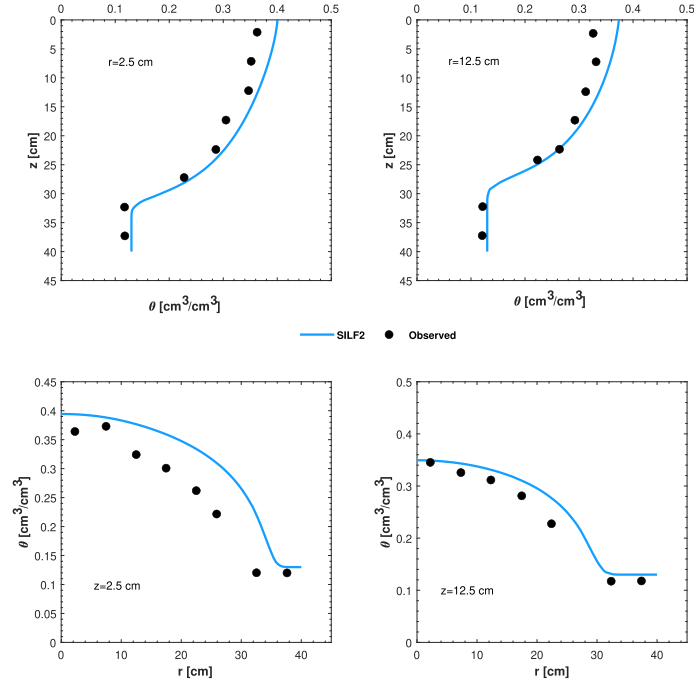 0 0.1 0.2 0.3 0.4 0.5
0
5
10
15
20
25
30
35
40
45
z [cm]
r=2.5 cm
θ [cm3/cm3]
0 0.1 0.2 0.3 0.4 0.5
0
5
10
15
20
25
30
35
40
45
z [cm]
r=12.5 cm
θ [cm3/cm3]
SILF2 Observed
0.45
0.4
0.35
0.3
0.25
0.2
0.15
0.1
0.05
0
θ [cm3/cm3]
z=2.5 cm
0 10 20 30 40
r [cm]
0.5
0.4
0.3
0.2
0.1
0
θ [cm3/cm3]
z=12.5 cm
0 10 20 30 40
r [cm]